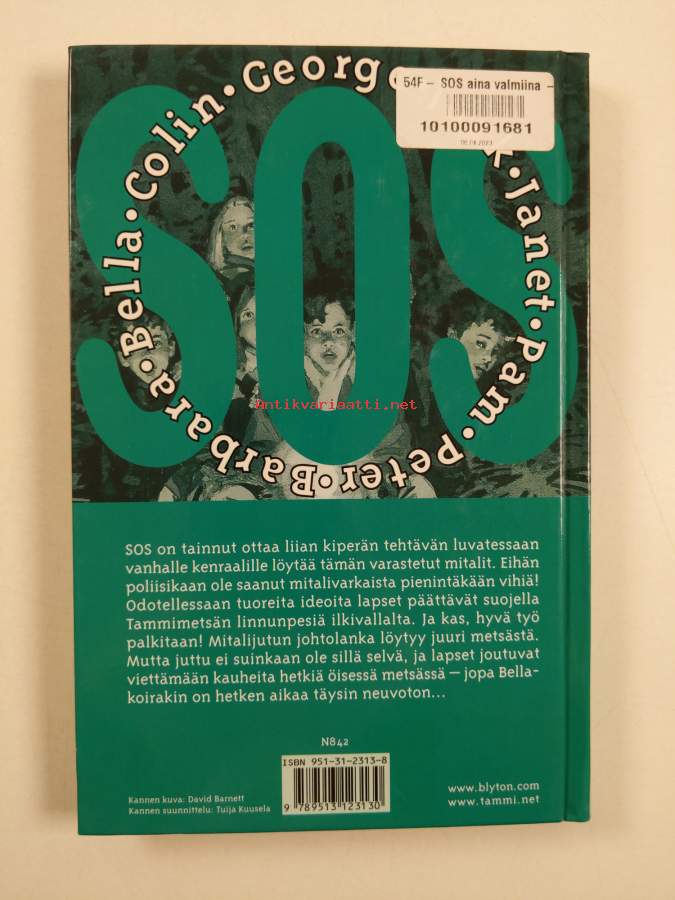 54F – SOS aina valmiina –
10100091681
SOS
Bella • Colin • George
Janet • Pam • Peter • Barbara
Antikvariaatti.net
SOS on tainnut ottaa liian kiperän tehtävän luvatessaan
vanhalle kenraalille löytää tämän varastetut mitalit. Eihän
poliisikaan ole saanut mitalivarkaista pienintäkään vihiä!
Odotellessaan tuoreita ideoita lapset päättävät suojella
Tammimetsän linnunpesiä ilkivallalta. Ja kas, hyvä työ
palkitaan! Mitalijutun johtolanka löytyy juuri metsästä.
Mutta juttu ei suinkaan ole sillä selvä, ja lapset joutuvat
viettämään kauheita hetkiä öisessä metsässä — jopa Bella-
koirakin on hetken aikaa täysin neuvoton...
N842
ISBN 951-31-2313-8
9 789513 123130
Kannen kuva: David Barnett
Kannen suunnittelu: Tuija Kuusela
www.blyton.com
www.tammi.net